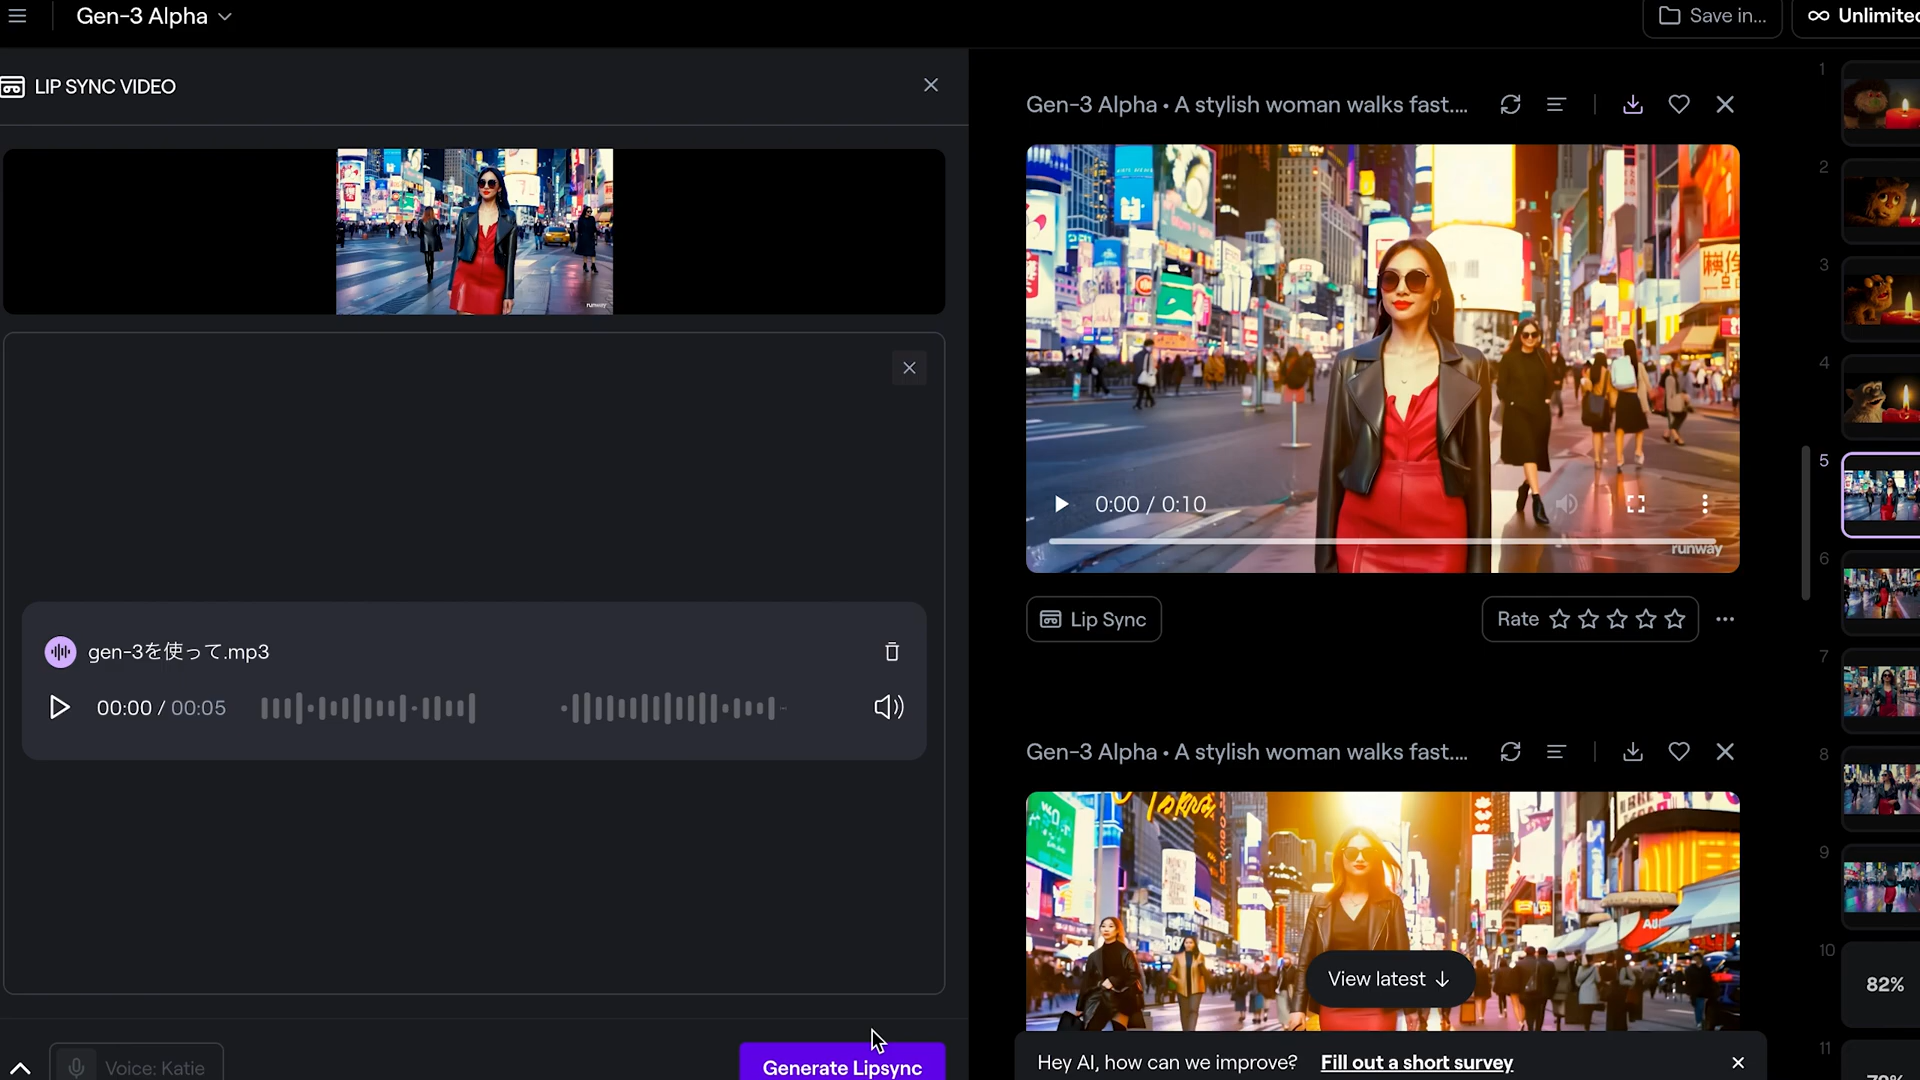 Gen-3 Alpha
Save in...
Unlimited
LIP SYNC VIDEO
runway
gen-3を使って.mp3
00:00 / 00:05
Voice: Katie
Generate Lipsync
Gen-3 Alpha • A stylish woman walks fast....
0:00 / 0:10
runway
Lip Sync
Rate
Gen-3 Alpha • A stylish woman walks fast....
View latest ↓
Hey AI, how can we improve? Fill out a short survey
1
2
3
4
5
6
7
8
9
10
82%
11